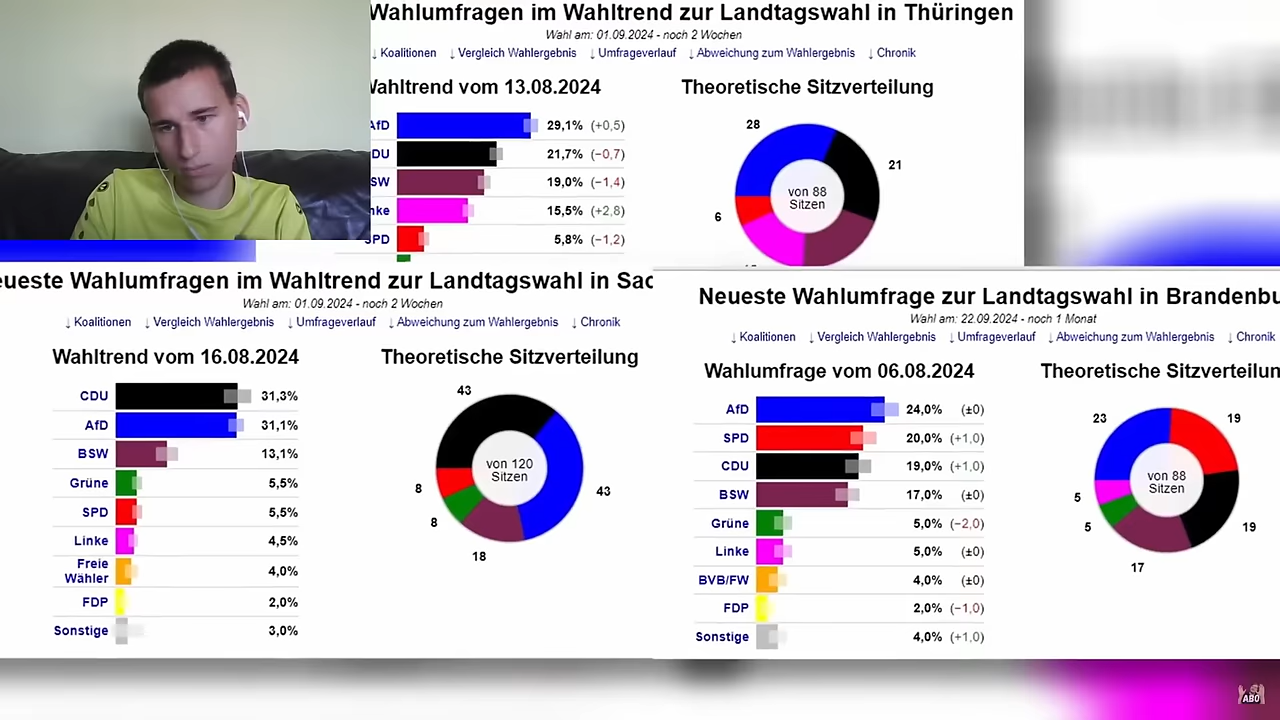 Wahlumfragen im Wahltrend zur Landtagswahl in Thüringen
Wahl am: 01.09.2024 - noch 2 Wochen
↓ Koalitionen ↓ Vergleich Wahlergebnis ↓ Umfrageverlauf ↓ Abweichung zum Wahlergebnis ↓ Chronik
Wahltrend vom 13.08.2024
AfD 29,1% (+0,5)
DU 21,7% (−0,7)
SW 19,0% (−1,4)
nke 15,5% (+2,8)
SPD 5,8% (−1,2)
Theoretische Sitzverteilung
28
21
von 88
Sitzen
6
eueste Wahlumfragen im Wahltrend zur Landtagswahl in Sac
Wahl am: 01.09.2024 - noch 2 Wochen
↓ Koalitionen ↓ Vergleich Wahlergebnis ↓ Umfrageverlauf ↓ Abweichung zum Wahlergebnis ↓ Chronik
Wahltrend vom 16.08.2024
CDU 31,3%
AfD 31,1%
BSW 13,1%
Grüne 5,5%
SPD 5,5%
Linke 4,5%
Freie
Wähler 4,0%
FDP 2,0%
Sonstige 3,0%
Theoretische Sitzverteilung
43
von 120
Sitzen
8
43
8
18
Neueste Wahlumfrage zur Landtagswahl in Brandenbu
Wahl am: 22.09.2024 - noch 1 Monat
↓ Koalitionen ↓ Vergleich Wahlergebnis ↓ Umfrageverlauf ↓ Abweichung zum Wahlergebnis ↓ Chronik
Wahlumfrage vom 06.08.2024
AfD 24,0% (±0)
SPD 20,0% (+1,0)
CDU 19,0% (+1,0)
BSW 17,0% (±0)
Grüne 5,0% (−2,0)
Linke 5,0% (±0)
BVB/FW 4,0% (±0)
FDP 2,0% (−1,0)
Sonstige 4,0% (+1,0)
Theoretische Sitzverteilun
23
19
von 88
Sitzen
5
5
19
17
ABO